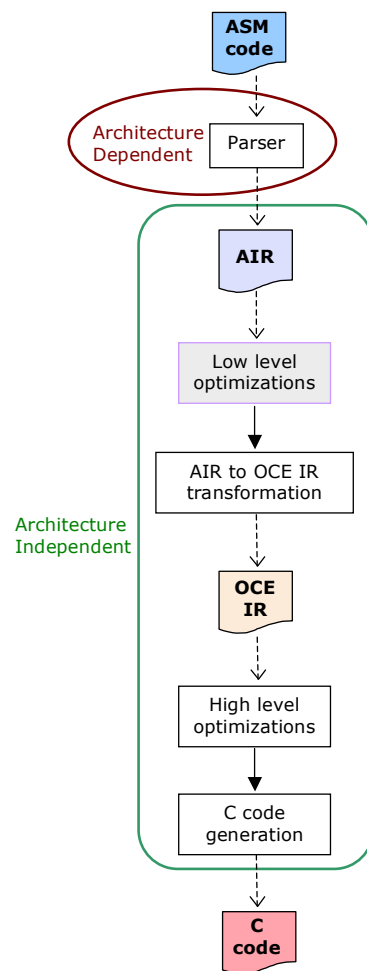 ASM
code
Architecture
Dependent
Parser
AIR
Low level
optimizations
AIR to OCE IR
transformation
Architecture
Independent
OCE
IR
High level
optimizations
C code
generation
C
code